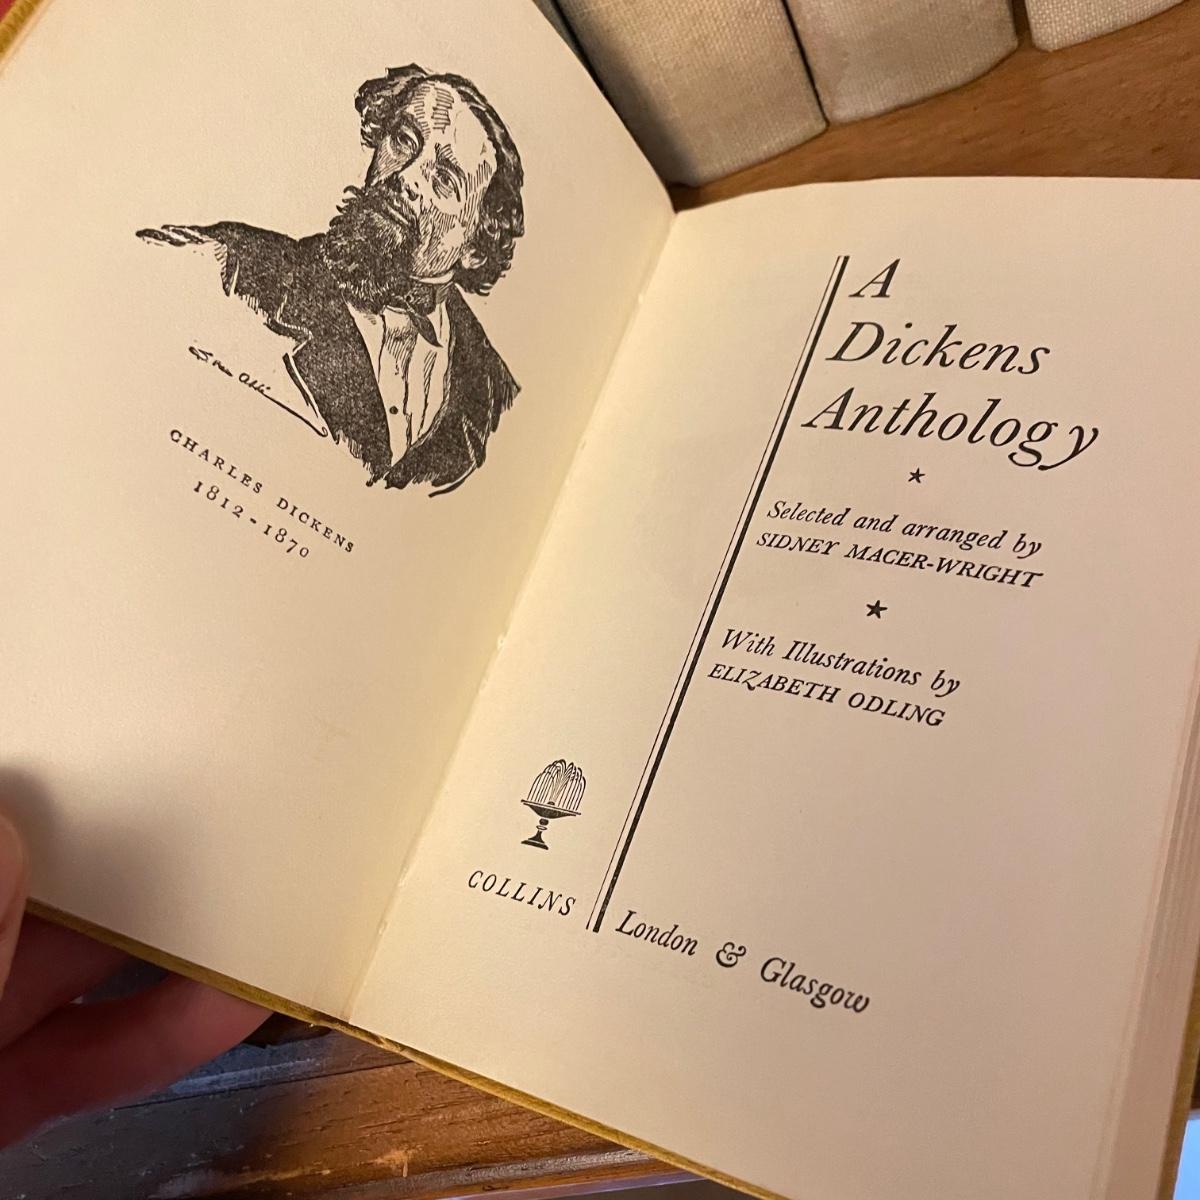 CHARLES DICKENS
1812-1870
A
Dickens
Anthology
Selected and arranged by
SIDNEY MACER-WRIGHT
With Illustrations by
ELIZABETH ODLING
COLLINS
London & Glasgow